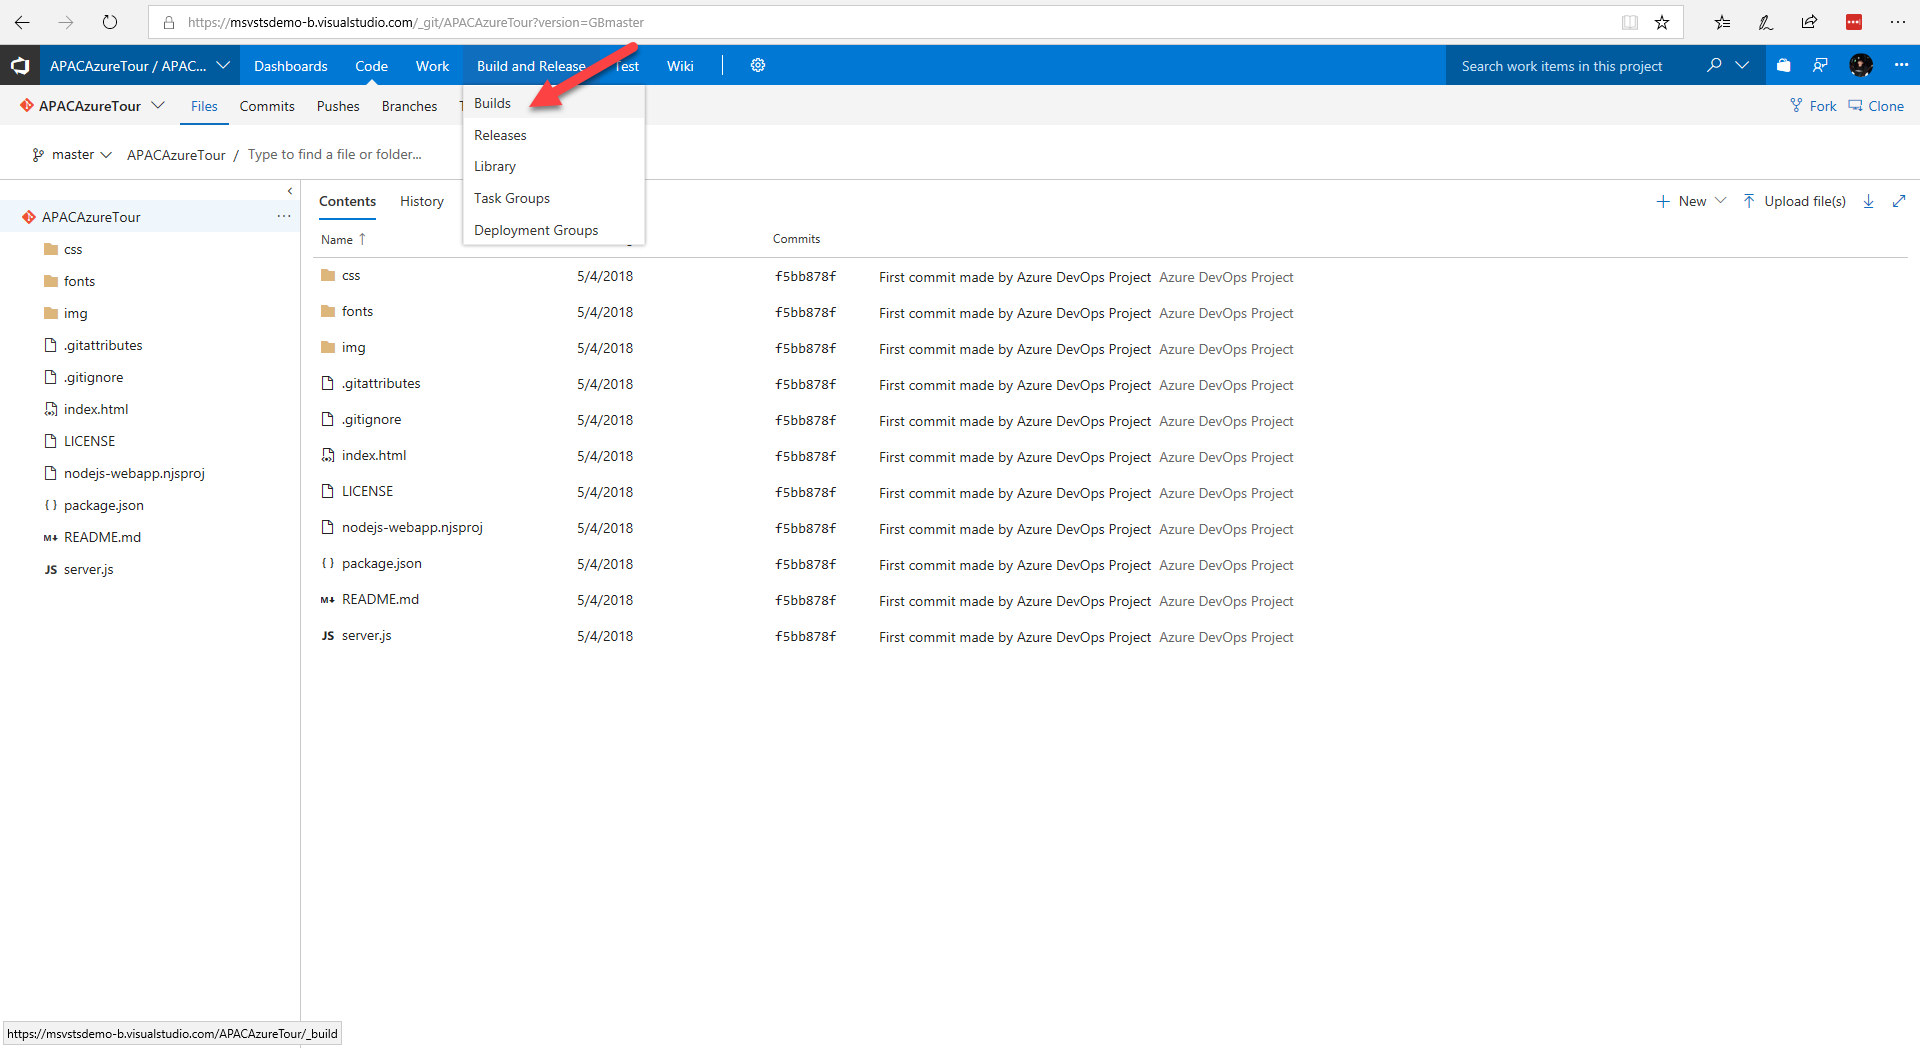 https://msvstsdemo-b.visualstudio.com/_git/APACAzureTour?version=GBmaster
APACAzureTour / APAC... Dashboards Code Work Build and Release Test Wiki Search work items in this project
APACAzureTour Files Commits Pushes Branches Fork Clone
Builds
Releases
Library
Task Groups
Deployment Groups
master APACAzureTour / Type to find a file or folder...
APACAzureTour
css
fonts
img
.gitattributes
.gitignore
index.html
LICENSE
nodejs-webapp.njsproj
package.json
README.md
server.js
Contents History New Upload file(s)
Name ↑ Commits
css 5/4/2018 f5bb878f First commit made by Azure DevOps Project Azure DevOps Project
fonts 5/4/2018 f5bb878f First commit made by Azure DevOps Project Azure DevOps Project
img 5/4/2018 f5bb878f First commit made by Azure DevOps Project Azure DevOps Project
.gitattributes 5/4/2018 f5bb878f First commit made by Azure DevOps Project Azure DevOps Project
.gitignore 5/4/2018 f5bb878f First commit made by Azure DevOps Project Azure DevOps Project
index.html 5/4/2018 f5bb878f First commit made by Azure DevOps Project Azure DevOps Project
LICENSE 5/4/2018 f5bb878f First commit made by Azure DevOps Project Azure DevOps Project
nodejs-webapp.njsproj 5/4/2018 f5bb878f First commit made by Azure DevOps Project Azure DevOps Project
package.json 5/4/2018 f5bb878f First commit made by Azure DevOps Project Azure DevOps Project
README.md 5/4/2018 f5bb878f First commit made by Azure DevOps Project Azure DevOps Project
server.js 5/4/2018 f5bb878f First commit made by Azure DevOps Project Azure DevOps Project
https://msvstsdemo-b.visualstudio.com/APACAzureTour/_build